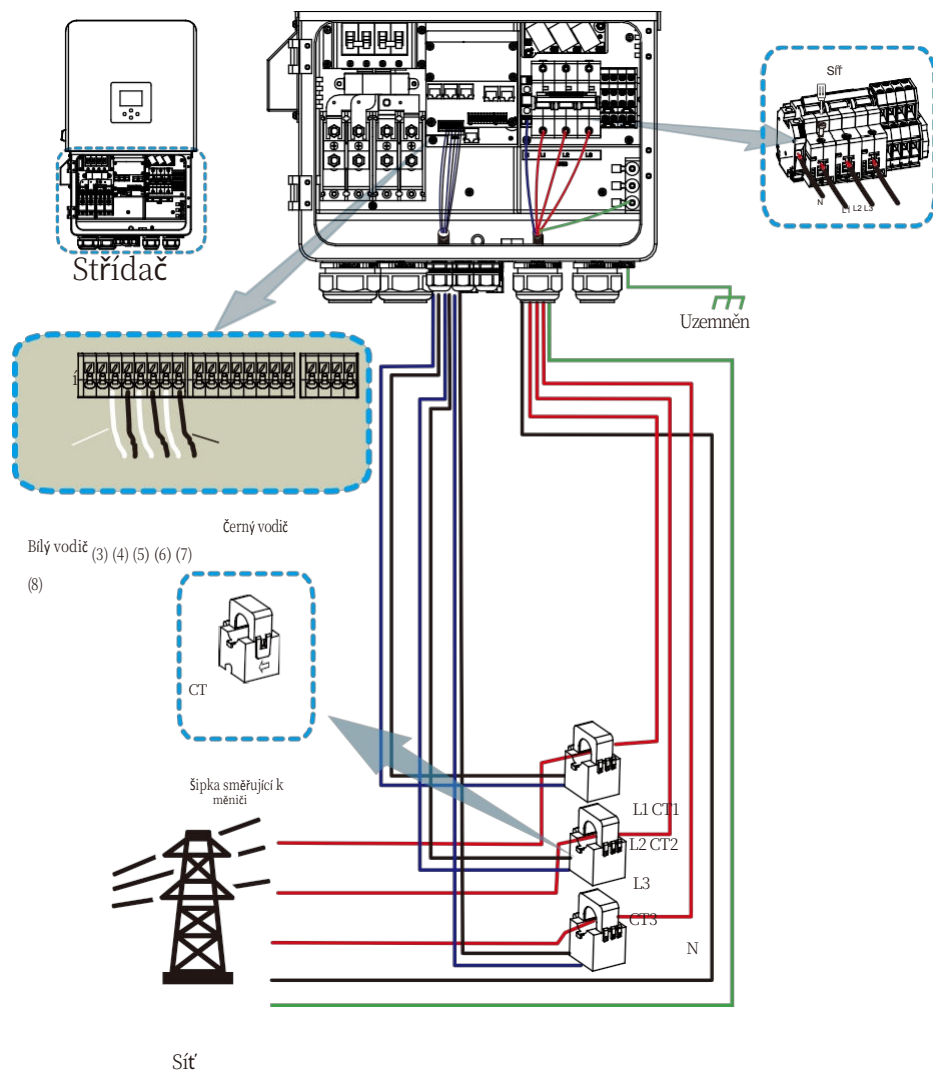 Síť
N
L1 L2 L3
Střídač
Uzemněn
í
Černý vodič
Bílý vodič (3) (4) (5) (6) (7)
(8)
CT
Šipka směřující k
měniči
L1 CT1
L2 CT2
L3
CT3
N
Síť